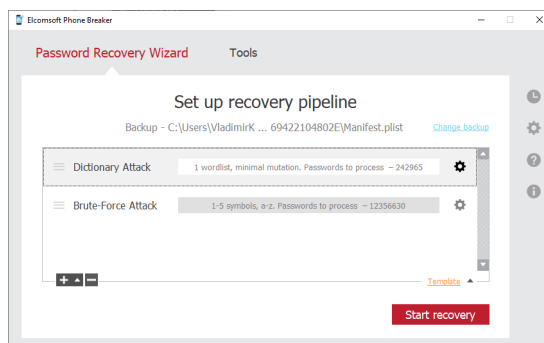 Elcomsoft Phone Breaker
Password Recovery Wizard Tools
Set up recovery pipeline
Backup - C:\Users\VladimirK ... 69422104802E\Manifest.plist Change backup
Dictionary Attack 1 wordlist, minimal mutation. Passwords to process ~ 242965
Brute-Force Attack 1-5 symbols, a-z. Passwords to process ~ 12356630
Template
Start recovery